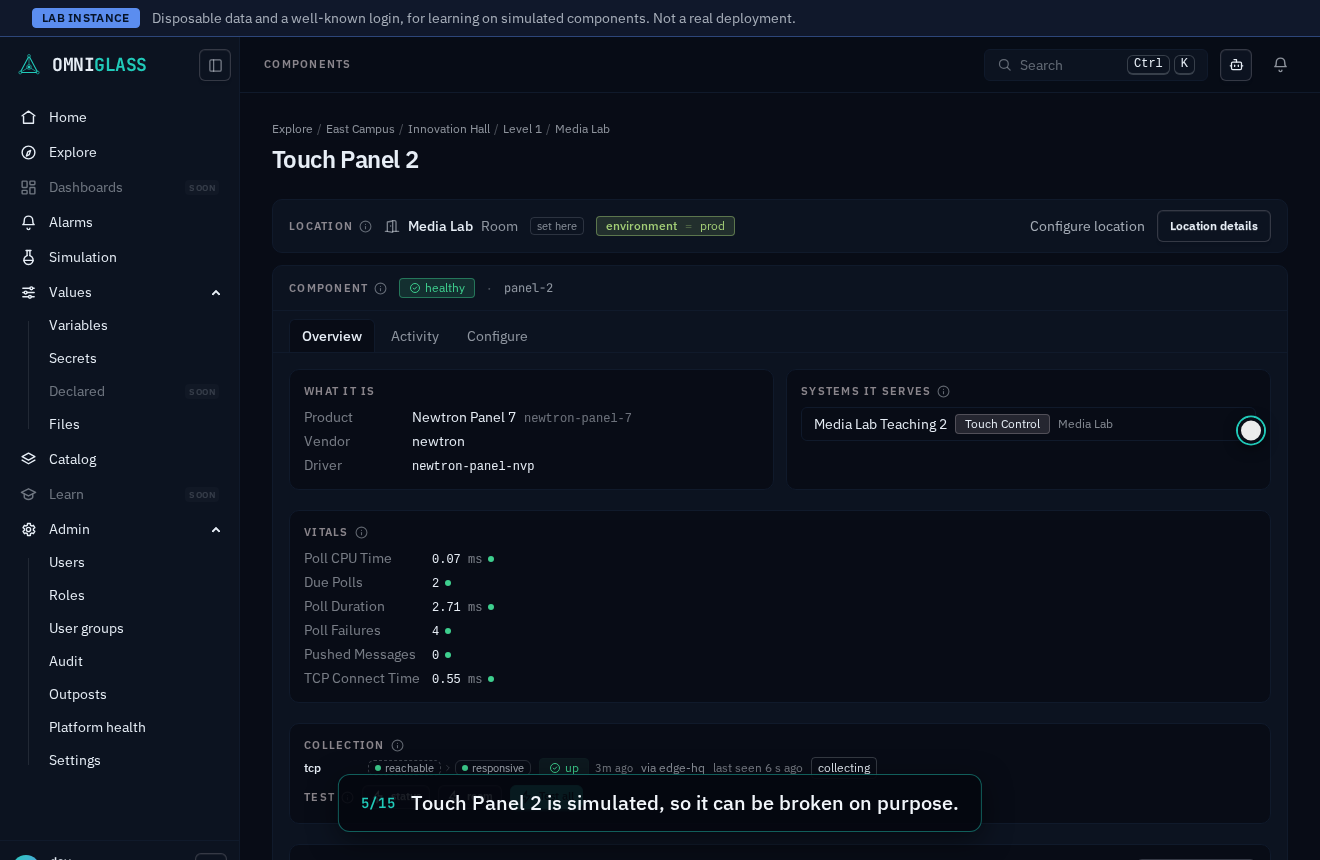 LAB INSTANCE Disposable data and a well-known login, for learning on simulated components. Not a real deployment.
OMNIGLASS
COMPONENTS
Search Ctrl K
Home
Explore
Dashboards SOON
Alarms
Simulation
Values
Variables
Secrets
Declared SOON
Files
Catalog
Learn SOON
Admin
Users
Roles
User groups
Audit
Outposts
Platform health
Settings
Explore / East Campus / Innovation Hall / Level 1 / Media Lab
Touch Panel 2
LOCATION Media Lab Room set here environment = prod Configure location Location details
COMPONENT healthy · panel-2
Overview Activity Configure
WHAT IT IS
Product Newtron Panel 7 newtron-panel-7
Vendor newtron
Driver newtron-panel-nvp
SYSTEMS IT SERVES
Media Lab Teaching 2 Touch Control Media Lab
VITALS
Poll CPU Time 0.07 ms
Due Polls 2
Poll Duration 2.71 ms
Poll Failures 4
Pushed Messages 0
TCP Connect Time 0.55 ms
COLLECTION
tcp reachable › responsive up 3m ago via edge-hq last seen 6 s ago collecting
TEST
5/15 Touch Panel 2 is simulated, so it can be broken on purpose.